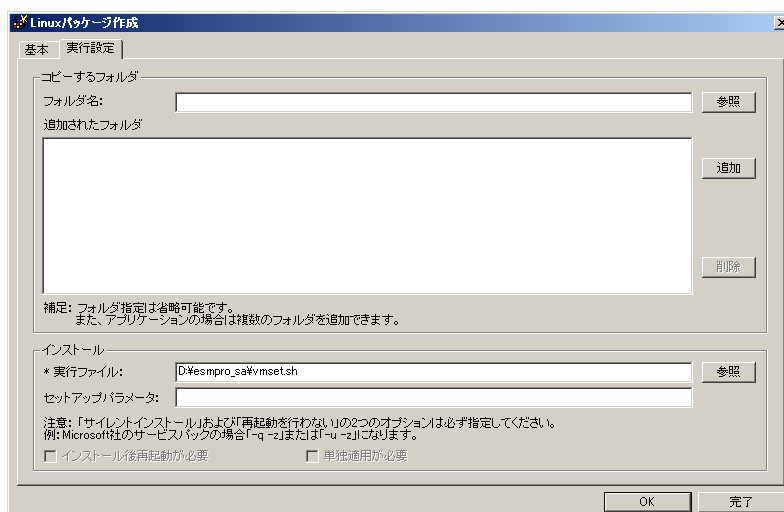 Linuxパッケージ作成
基本 実行設定
コピーするフォルダ
フォルダ名: 参照
追加されたフォルダ
追加
削除
補足: フォルダ指定は省略可能です。
また、アプリケーションの場合は複数のフォルダを追加できます。
インストール
* 実行ファイル: D:¥esmpro_sa¥vmset.sh 参照
セットアップパラメータ:
注意: 「サイレントインストール」および「再起動を行わない」の2つのオプションは必ず指定してください。
例: Microsoft社のサービスパックの場合「-q -z」または「-u -z」になります。
インストール後再起動が必要 単独適用が必要
OK 完了